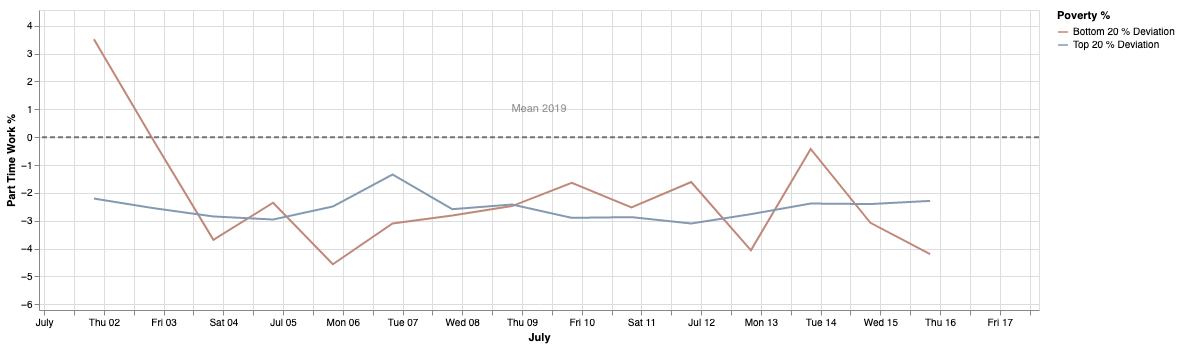 Poverty %
Bottom 20 % Deviation
Top 20 % Deviation
4
3
2
1
0
−1
−2
−3
−4
−5
−6
Part Time Work %
Mean 2019
July Thu 02 Fri 03 Sat 04 Jul 05 Mon 06 Tue 07 Wed 08 Thu 09 Fri 10 Sat 11 Jul 12 Mon 13 Tue 14 Wed 15 Thu 16 Fri 17
July